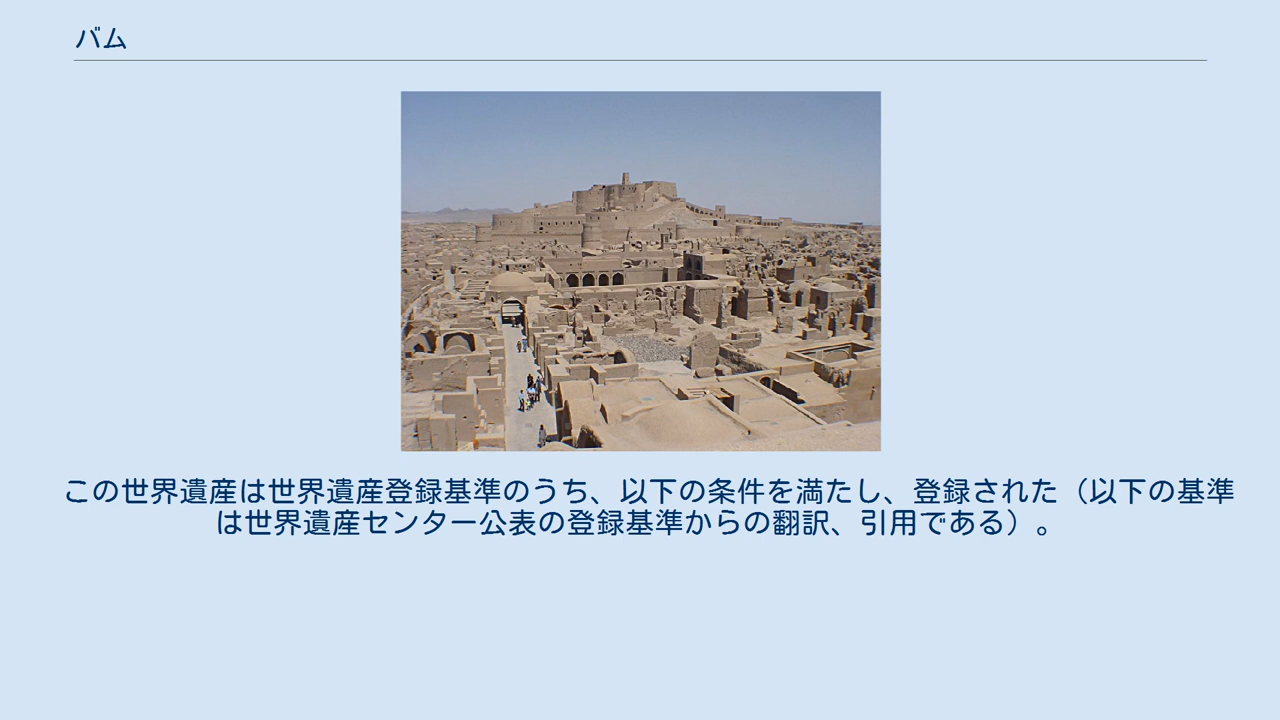 バム
この世界遺産は世界遺産登録基準のうち、以下の条件を満たし、登録された（以下の基準
は世界遺産センター公表の登録基準からの翻訳、引用である）。